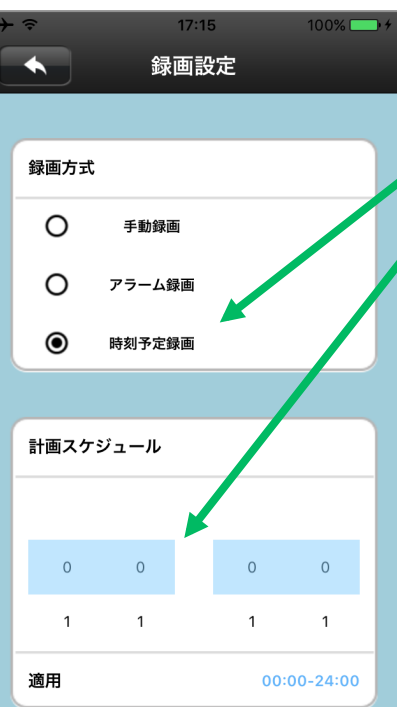 17:15 100%
録画設定
録画方式
手動録画
アラーム録画
時刻予定録画
計画スケジュール
0 0 0 0
1 1 1 1
適用 00:00-24:00